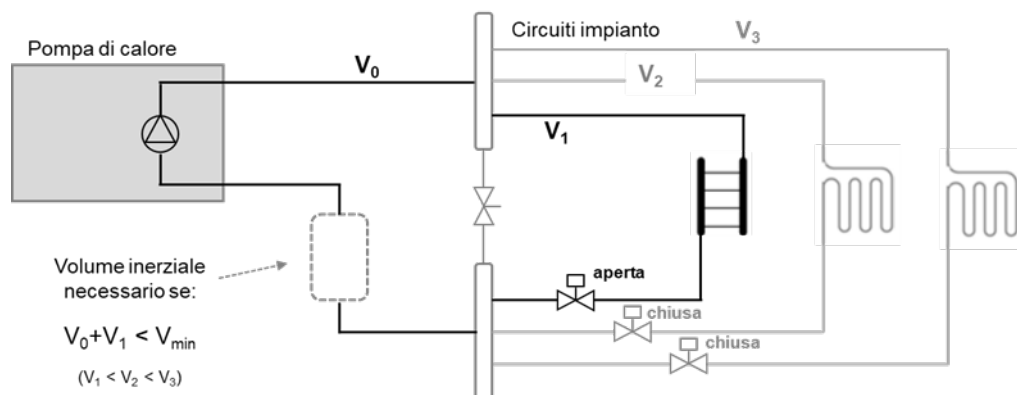 Pompa di calore
Circuiti impianto
V₃
V₀
V₂
V₁
aperta
chiusa
chiusa
Volume inerziale
necessario se:
V₀+V₁ < Vmin
(V₁ < V₂ < V₃)